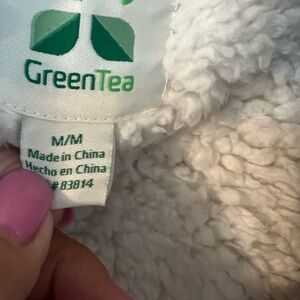 GreenTea
M/M
Made in China
Hecho en China
#83814